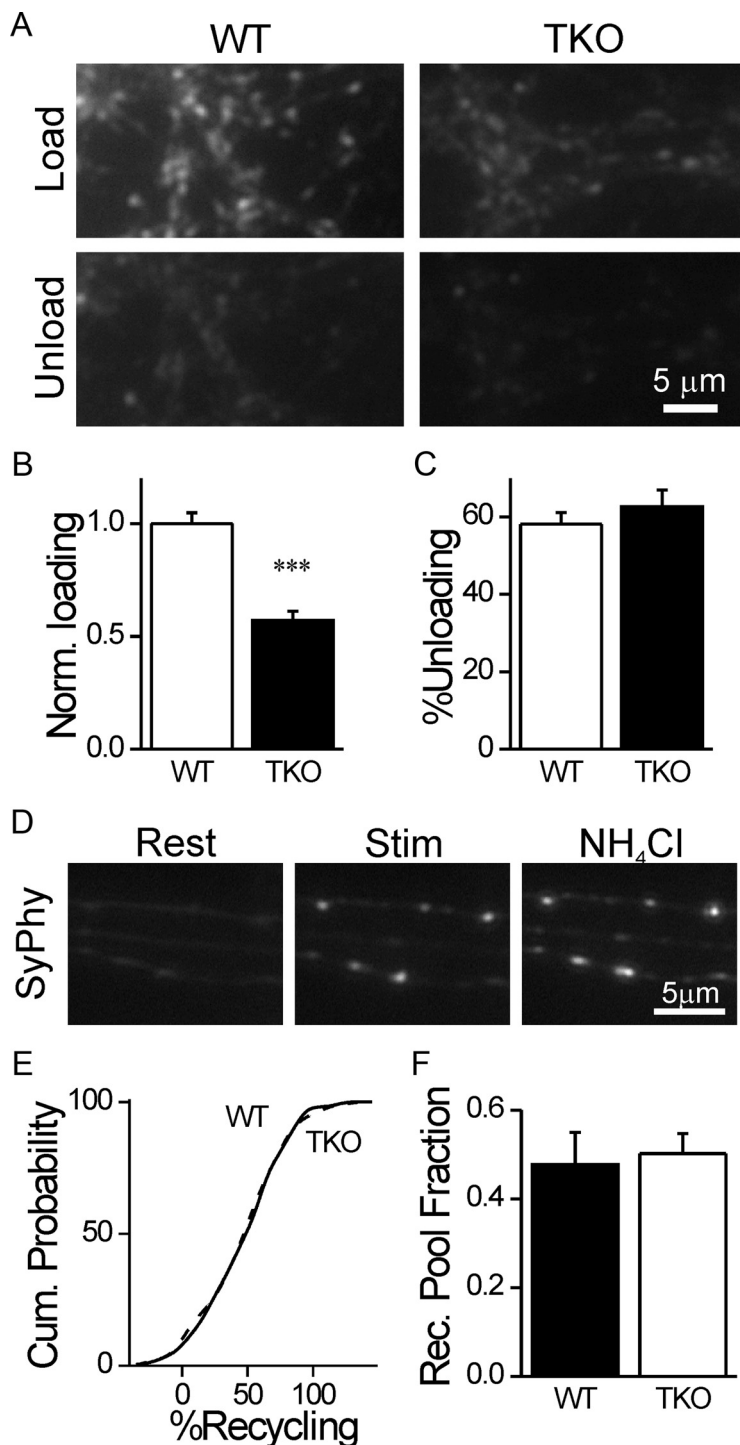 A
WT
TKO
Load
Unload
5 μm
B
Norm. loading
1.0
0.5
0.0
***
WT
TKO
C
%Unloading
60
40
20
0
WT
TKO
D
Rest
Stim
NH₄Cl
SyPhy
5μm
E
Cum. Probability
100
50
0
WT
TKO
0
50
100
%Recycling
F
Rec. Pool Fraction
0.6
0.4
0.2
0.0
WT
TKO